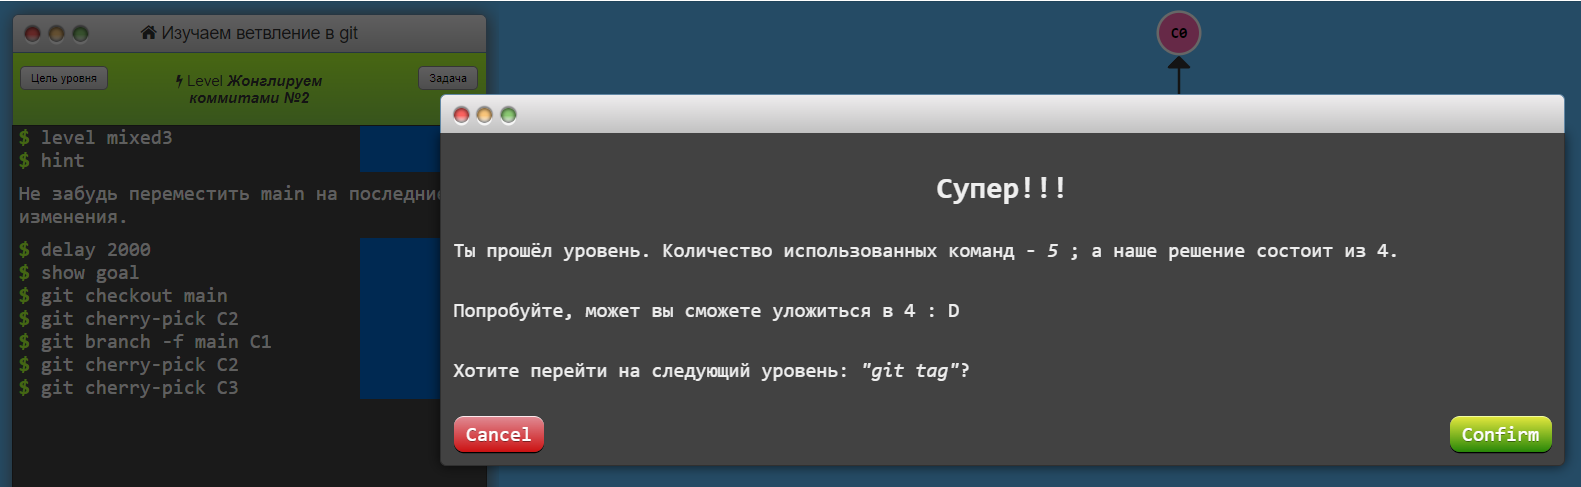 Изучаем ветвление в git
Цель уровня
Level Жонглируем
коммитами №2
Задача
$ level mixed3
$ hint
Не забудь переместить main на последние
изменения.
$ delay 2000
$ show goal
$ git checkout main
$ git cherry-pick C2
$ git branch -f main C1
$ git cherry-pick C2
$ git cherry-pick C3
C0
Супер!!!
Ты прошёл уровень. Количество использованных команд - 5 ; а наше решение состоит из 4.
Попробуйте, может вы сможете уложиться в 4 : D
Хотите перейти на следующий уровень: "git tag"?
Cancel
Confirm